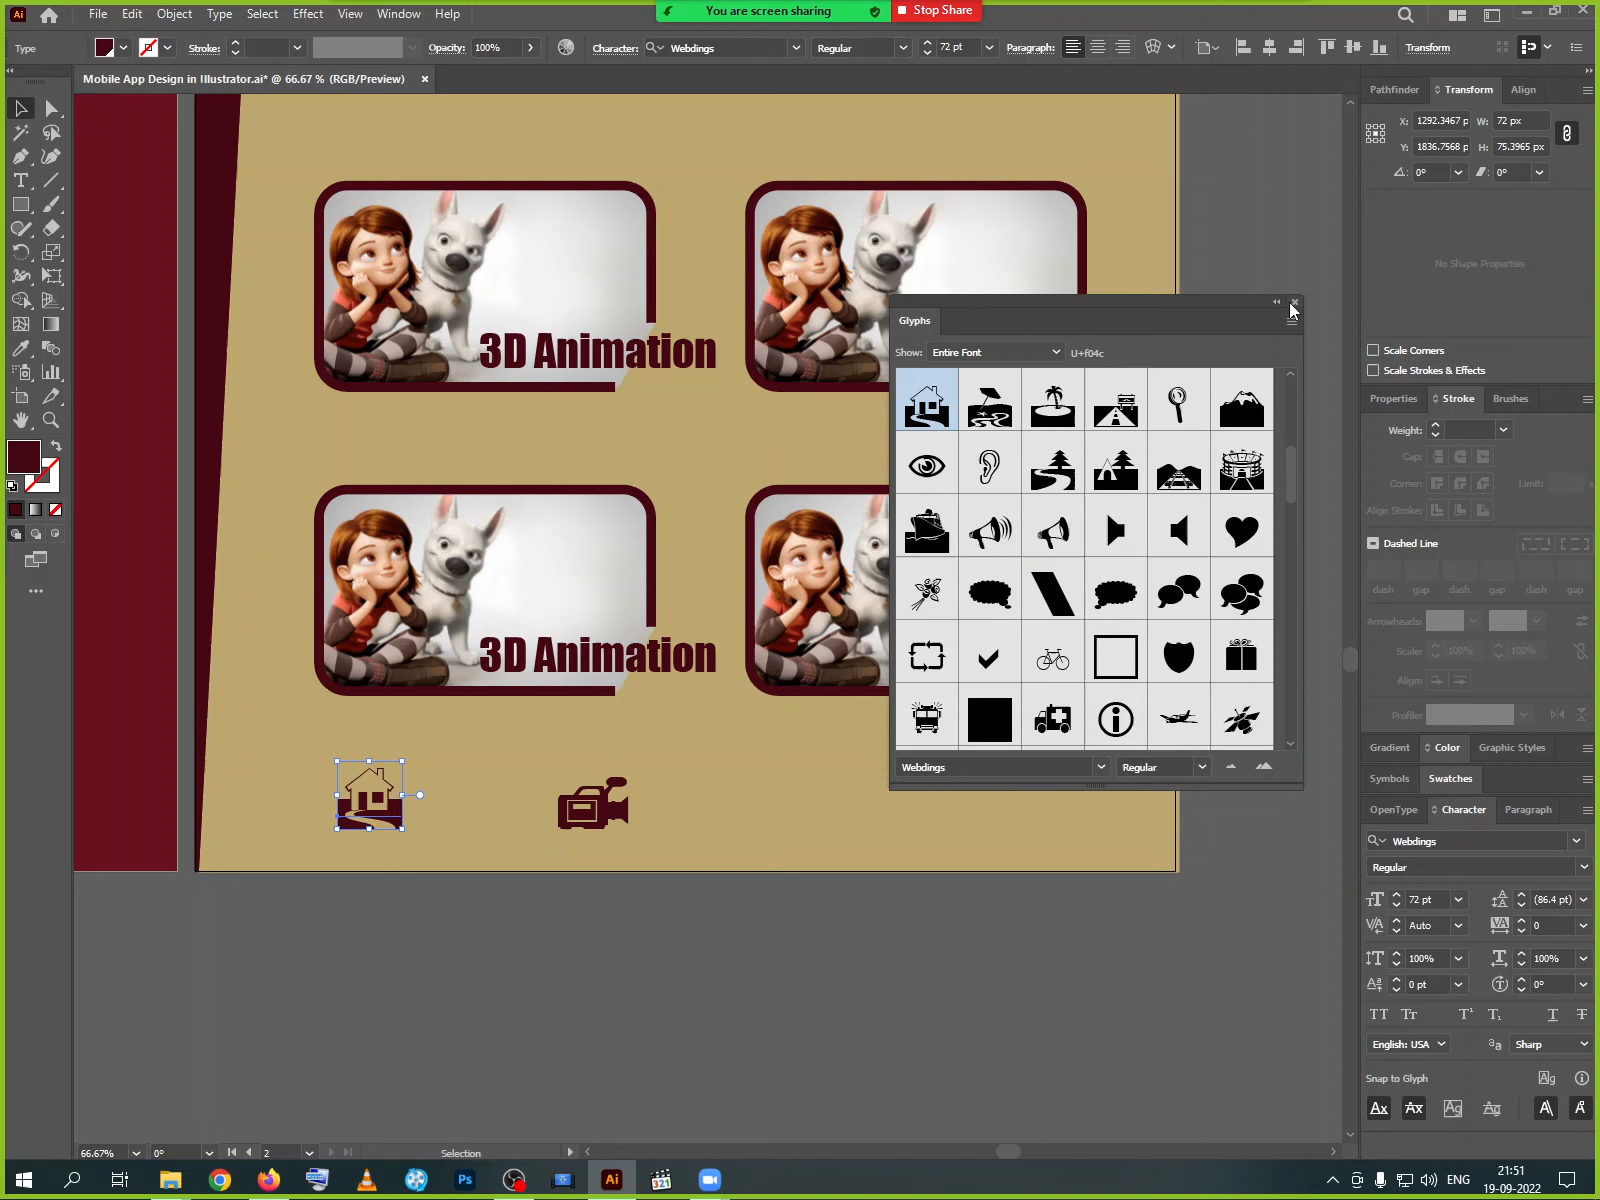 Ai File Edit Object Type Select Effect View Window Help
You are screen sharing
Stop Share
Type
Stroke:
Opacity: 100%
Character: Webdings
Regular
72 pt
Paragraph:
Transform
Mobile App Design in Illustrator.ai* @ 66.67 % (RGB/Preview)
Pathfinder Transform Align
X: 1292.3467 p W: 72 px
Y: 1836.7568 p H: 75.3965 px
0° 0°
No Shape Properties
Scale Corners
Scale Strokes & Effects
Properties Stroke Brushes
Weight:
Cap:
Corner: Limit: x
Align Stroke:
Dashed Line
dash gap dash gap dash gap
Arrowheads:
Scale: 100% 100%
Align:
Profile:
Gradient Color Graphic Styles
Symbols Swatches
OpenType Character Paragraph
Webdings
Regular
72 pt (86.4 pt)
Auto 0
100% 100%
0 pt 0°
English: USA Sharp
Snap to Glyph
3D Animation
3D Animation
Glyphs
Show: Entire Font U+f04c
Webdings Regular
66.67% 0° 2 Selection
Ps Ai 321
ENG
21:51
19-09-2022